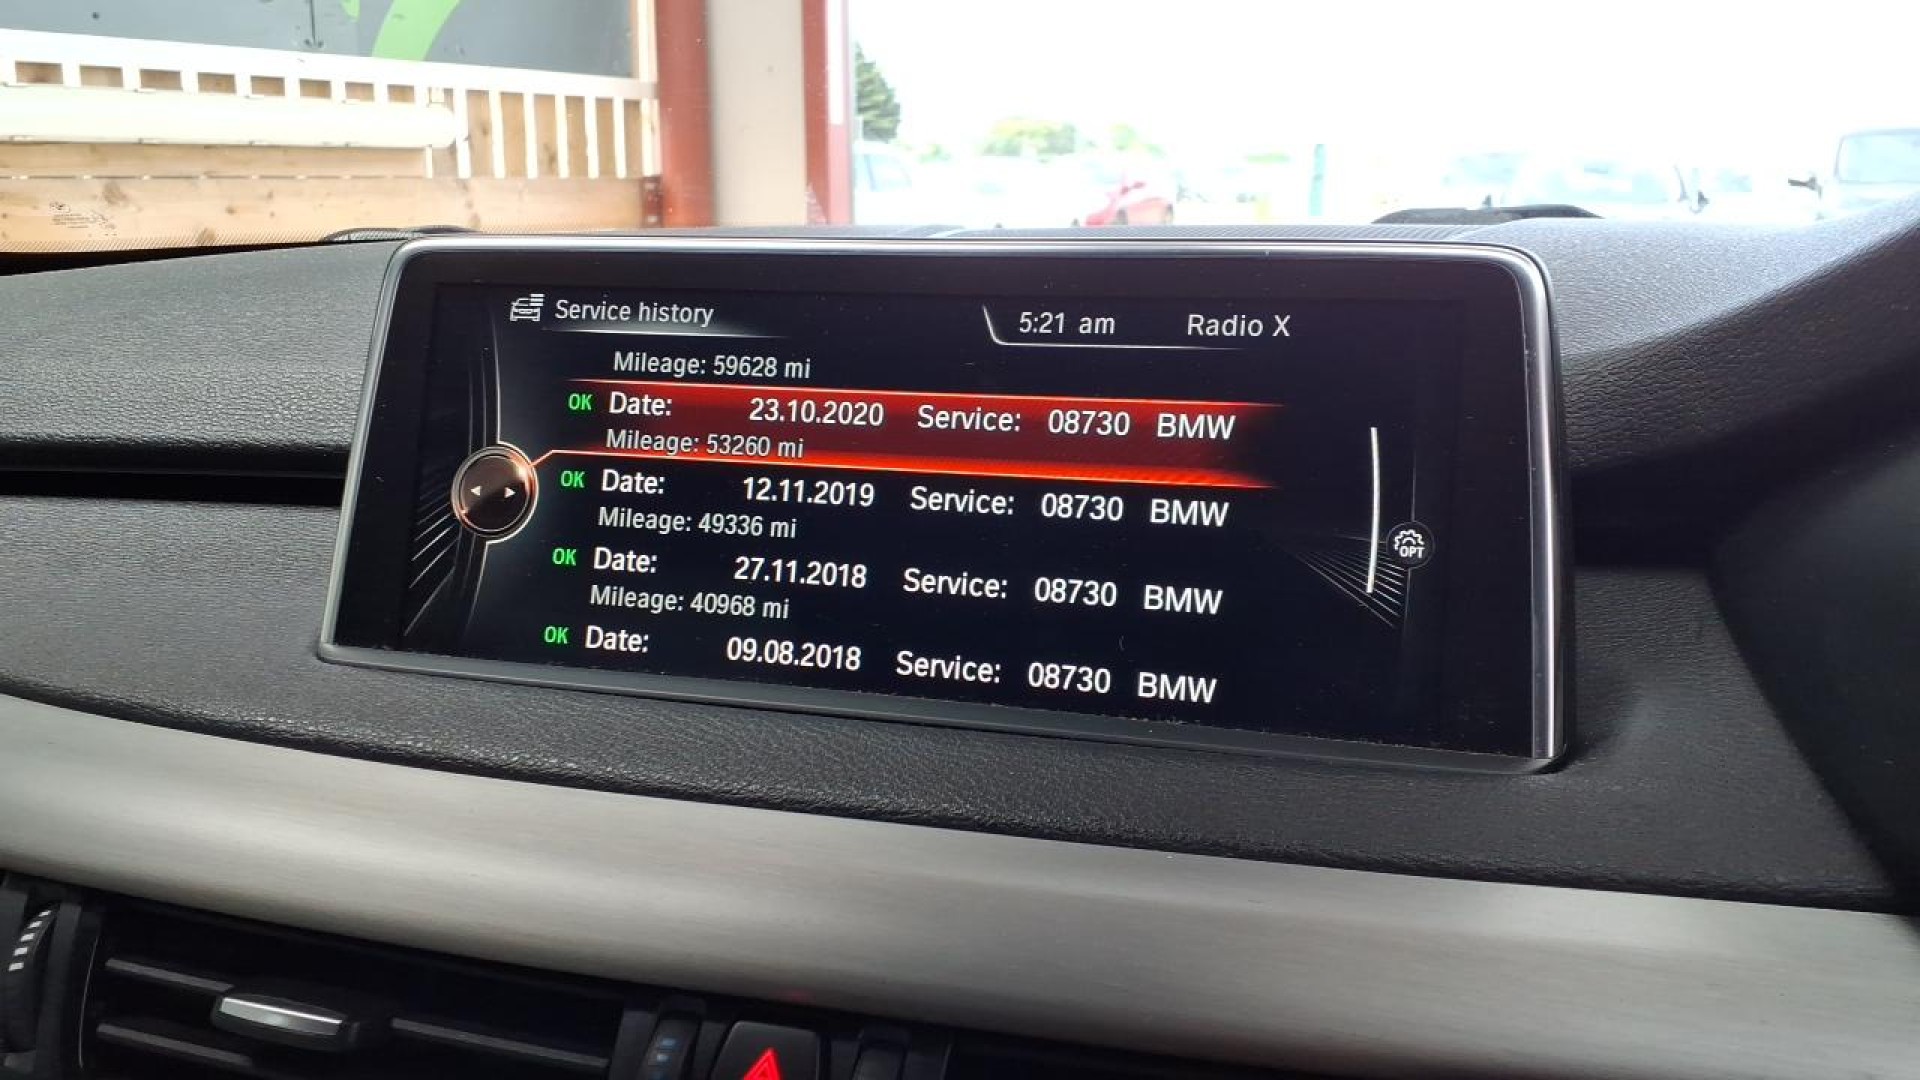 Service history
5:21 am
Radio X
Mileage: 59628 mi
OK Date: 23.10.2020 Service: 08730 BMW
Mileage: 53260 mi
OK Date: 12.11.2019 Service: 08730 BMW
Mileage: 49336 mi
OK Date: 27.11.2018 Service: 08730 BMW
OPT
Mileage: 40968 mi
OK Date: 09.08.2018 Service: 08730 BMW